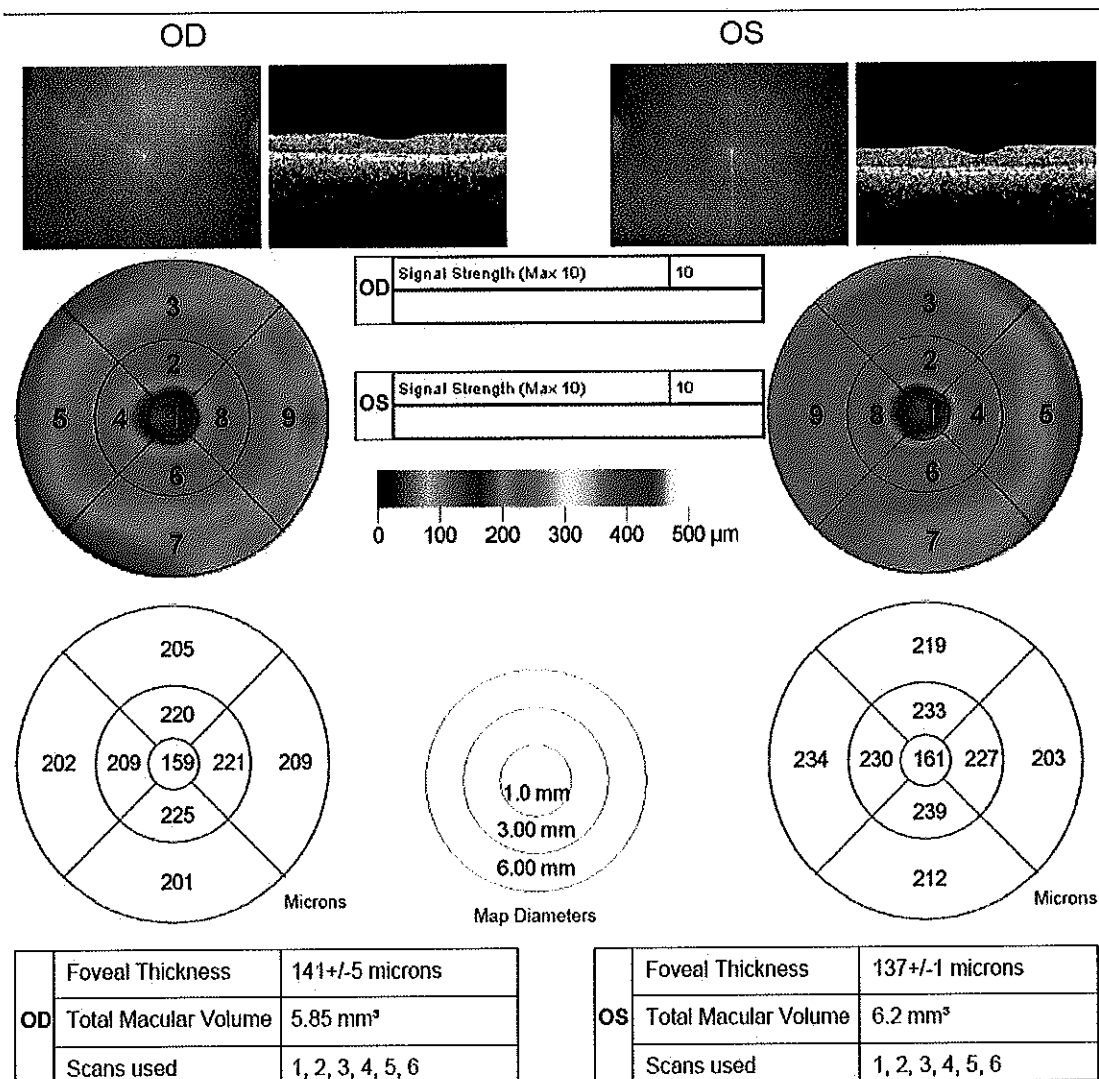 OD
OS
OD Signal Strength (Max 10) 10
OS Signal Strength (Max 10) 10
3
2
5 4 1 8 9
6
7
3
2
9 8 1 4 5
6
7
0 100 200 300 400 500 µm
205
220
202 209 159 221 209
225
201
Microns
1.0 mm
3.00 mm
6.00 mm
Map Diameters
219
233
234 230 161 227 203
239
212
Microns
OD
Foveal Thickness 141+/-5 microns
Total Macular Volume 5.85 mm³
Scans used 1, 2, 3, 4, 5, 6
OS
Foveal Thickness 137+/-1 microns
Total Macular Volume 6.2 mm³
Scans used 1, 2, 3, 4, 5, 6